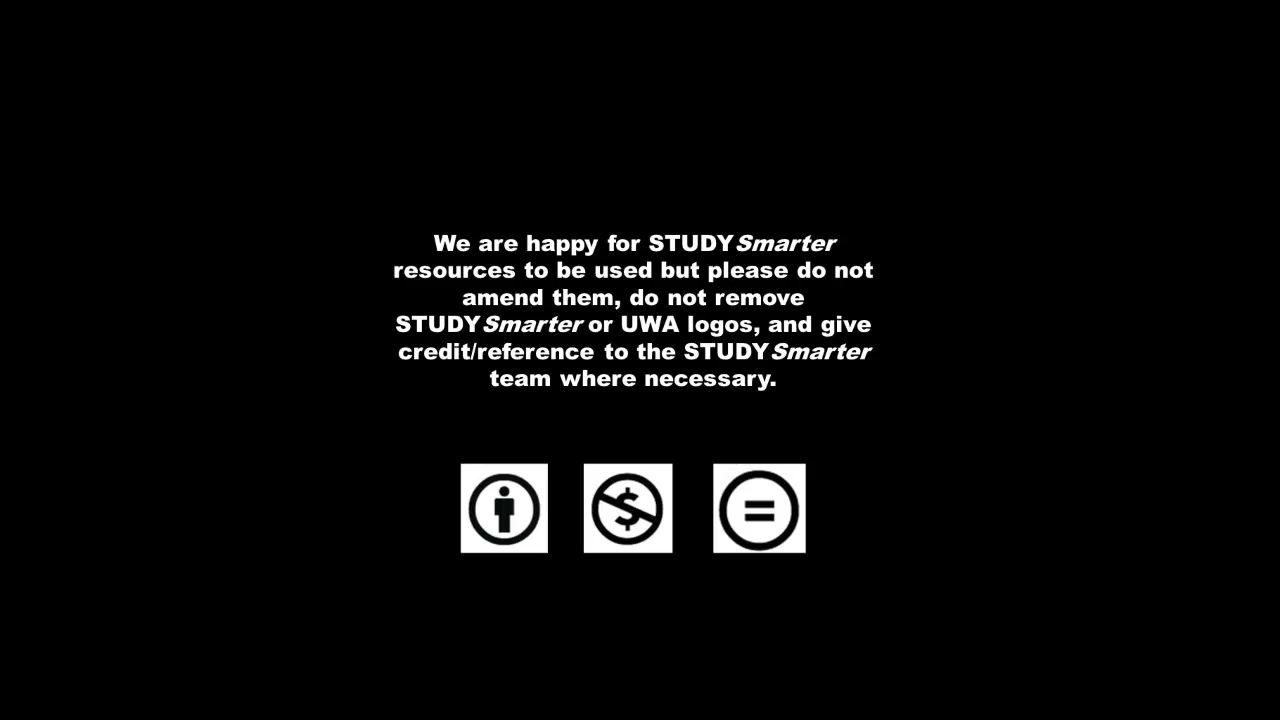 We are happy for STUDYSmarter
resources to be used but please do not
amend them, do not remove
STUDYSmarter or UWA logos, and give
credit/reference to the STUDYSmarter
team where necessary.